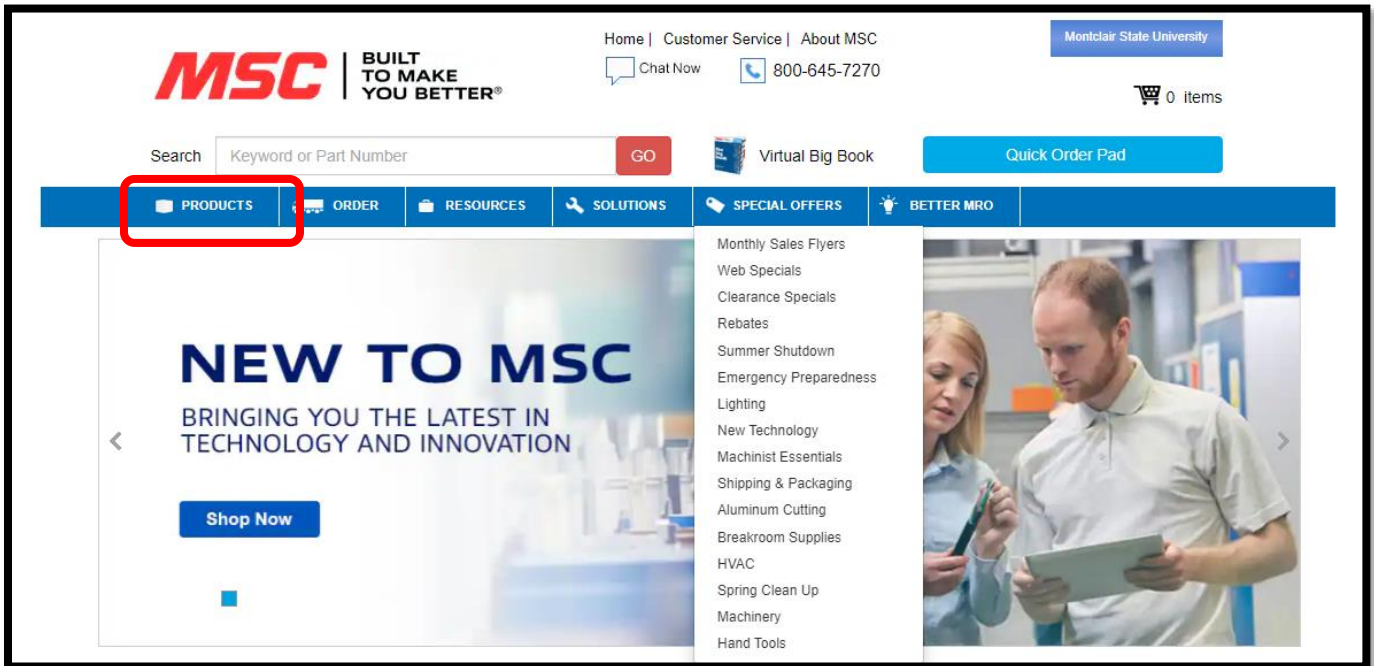 Home | Customer Service | About MSC
Montclair State University
MSC
BUILT
TO MAKE
YOU BETTER®
Chat Now
800-645-7270
0 items
Search
Keyword or Part Number
GO
Virtual Big Book
Quick Order Pad
PRODUCTS
ORDER
RESOURCES
SOLUTIONS
SPECIAL OFFERS
BETTER MRO
NEW TO MSC
BRINGING YOU THE LATEST IN
TECHNOLOGY AND INNOVATION
Shop Now
Monthly Sales Flyers
Web Specials
Clearance Specials
Rebates
Summer Shutdown
Emergency Preparedness
Lighting
New Technology
Machinist Essentials
Shipping & Packaging
Aluminum Cutting
Breakroom Supplies
HVAC
Spring Clean Up
Machinery
Hand Tools